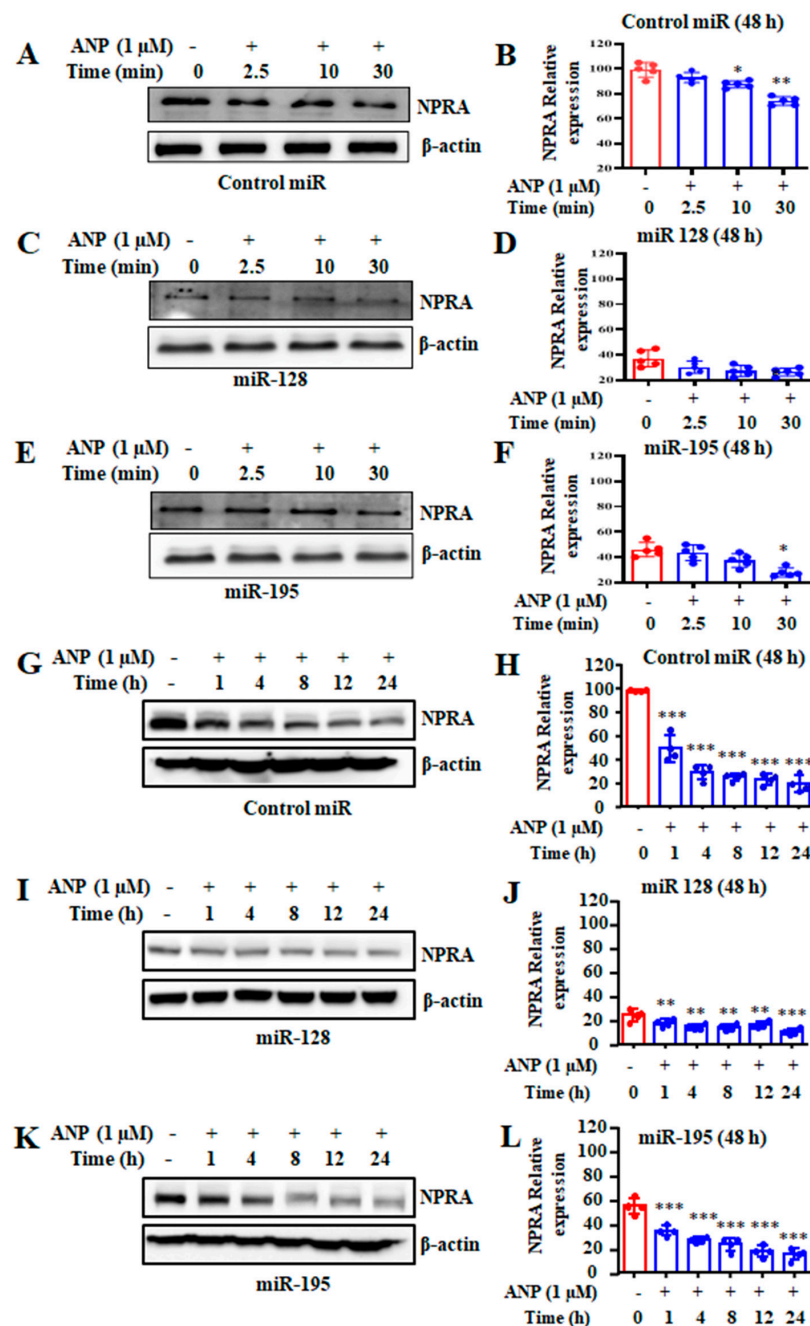 A
ANP (1 µM) - + + +
Time (min) 0 2.5 10 30
NPRA
β-actin
Control miR
B
Control miR (48 h)
NPRA Relative
expression
120
100
80
60
40
20
*
**
ANP (1 µM) - + + +
Time (min) 0 2.5 10 30
C
ANP (1 µM) - + + +
Time (min) 0 2.5 10 30
NPRA
β-actin
miR-128
D
miR 128 (48 h)
NPRA Relative
expression
120
100
80
60
40
20
ANP (1 µM) - + + +
Time (min) 0 2.5 10 30
E
ANP (1 µM) - + + +
Time (min) 0 2.5 10 30
NPRA
β-actin
miR-195
F
miR-195 (48 h)
NPRA Relative
expression
120
100
80
60
40
20
*
ANP (1 µM) - + + +
Time (min) 0 2.5 10 30
G
ANP (1 µM) - + + + + +
Time (h) - 1 4 8 12 24
NPRA
β-actin
Control miR
H
Control miR (48 h)
NPRA Relative
expression
120
100
80
60
40
20
0
*** *** *** *** ***
ANP (1 µM) - + + + + +
Time (h) 0 1 4 8 12 24
I
ANP (1 µM) - + + + + +
Time (h) - 1 4 8 12 24
NPRA
β-actin
miR-128
J
miR 128 (48 h)
NPRA Relative
expression
120
100
80
60
40
20
0
** ** ** ** ***
ANP (1 µM) - + + + + +
Time (h) 0 1 4 8 12 24
K
ANP (1 µM) - + + + + +
Time (h) - 1 4 8 12 24
NPRA
β-actin
miR-195
L
miR-195 (48 h)
NPRA Relative
expression
120
100
80
60
40
20
0
*** *** *** *** ***
ANP (1 µM) - + + + + +
Time (h) 0 1 4 8 12 24